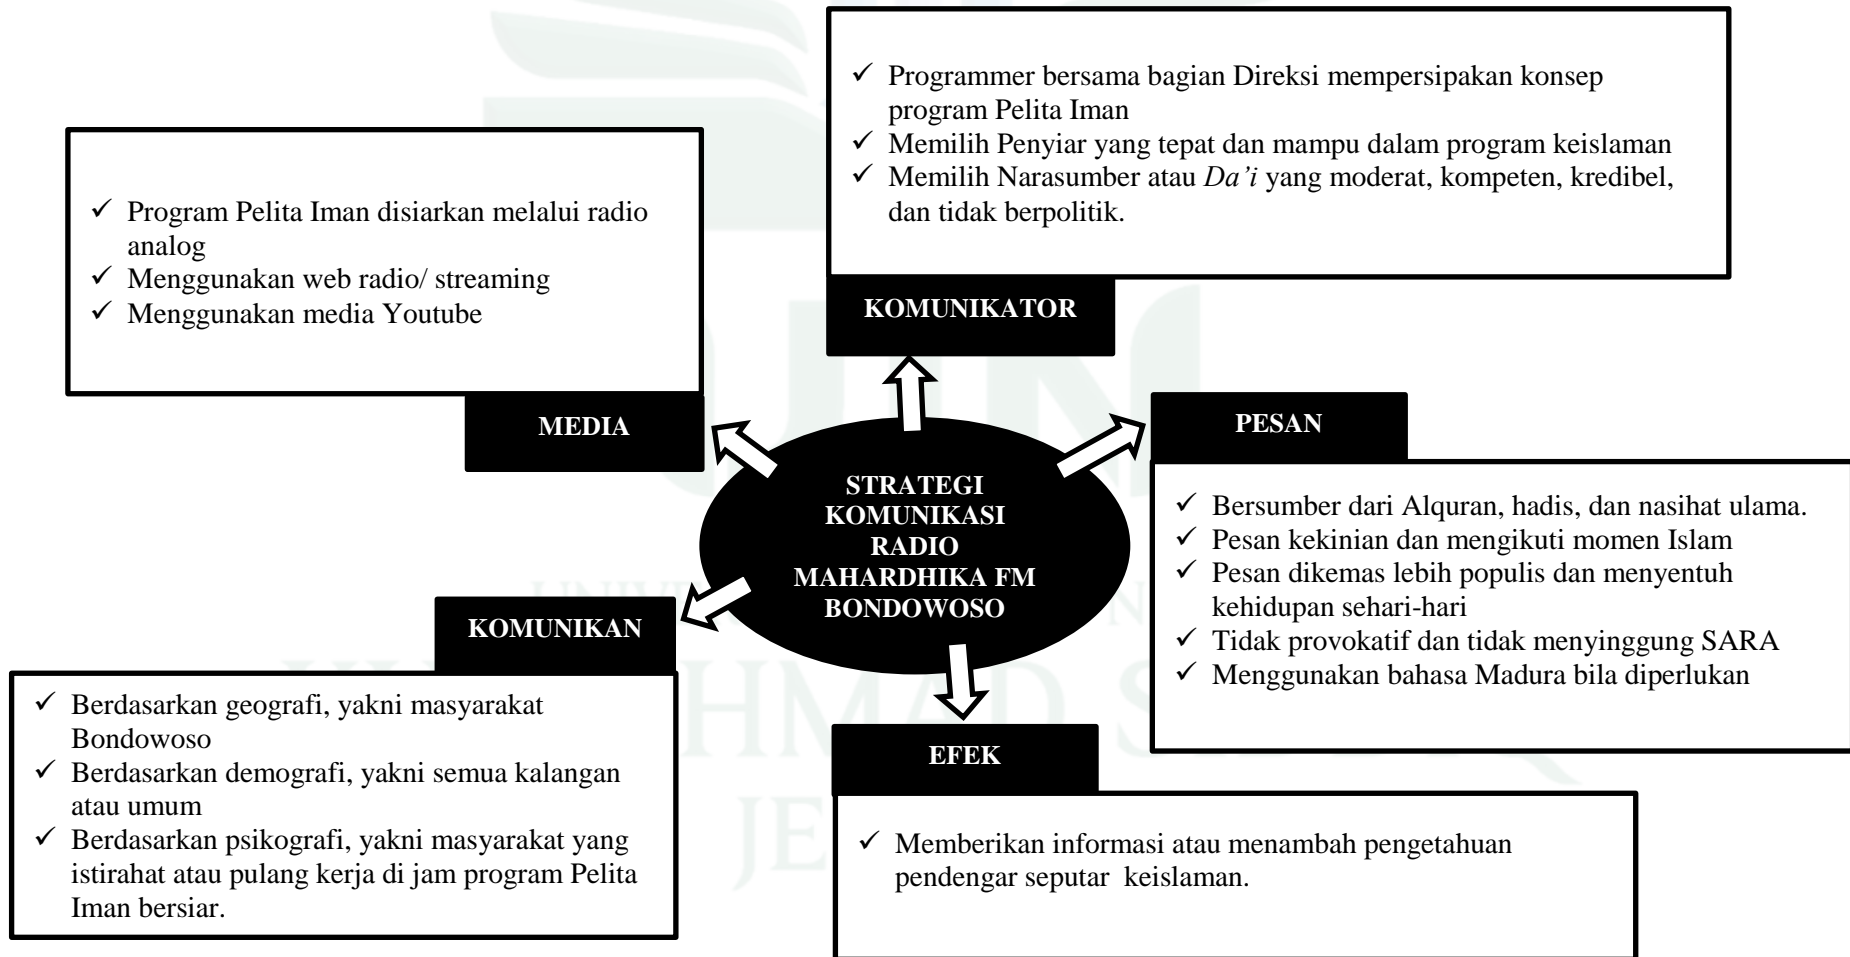 ✓ Programmer bersama bagian Direksi mempersipakan konsep
program Pelita Iman
✓ Memilih Penyiar yang tepat dan mampu dalam program keislaman
✓ Memilih Narasumber atau Da’i yang moderat, kompeten, kredibel,
dan tidak berpolitik.
KOMUNIKATOR
✓ Program Pelita Iman disiarkan melalui radio
analog
✓ Menggunakan web radio/ streaming
✓ Menggunakan media Youtube
MEDIA
PESAN
✓ Bersumber dari Alquran, hadis, dan nasihat ulama.
✓ Pesan kekinian dan mengikuti momen Islam
✓ Pesan dikemas lebih populis dan menyentuh
kehidupan sehari-hari
✓ Tidak provokatif dan tidak menyinggung SARA
✓ Menggunakan bahasa Madura bila diperlukan
STRATEGI
KOMUNIKASI
RADIO
MAHARDHIKA FM
BONDOWOSO
KOMUNIKAN
✓ Berdasarkan geografi, yakni masyarakat
Bondowoso
✓ Berdasarkan demografi, yakni semua kalangan
atau umum
✓ Berdasarkan psikografi, yakni masyarakat yang
istirahat atau pulang kerja di jam program Pelita
Iman bersiar.
EFEK
✓ Memberikan informasi atau menambah pengetahuan
pendengar seputar keislaman.